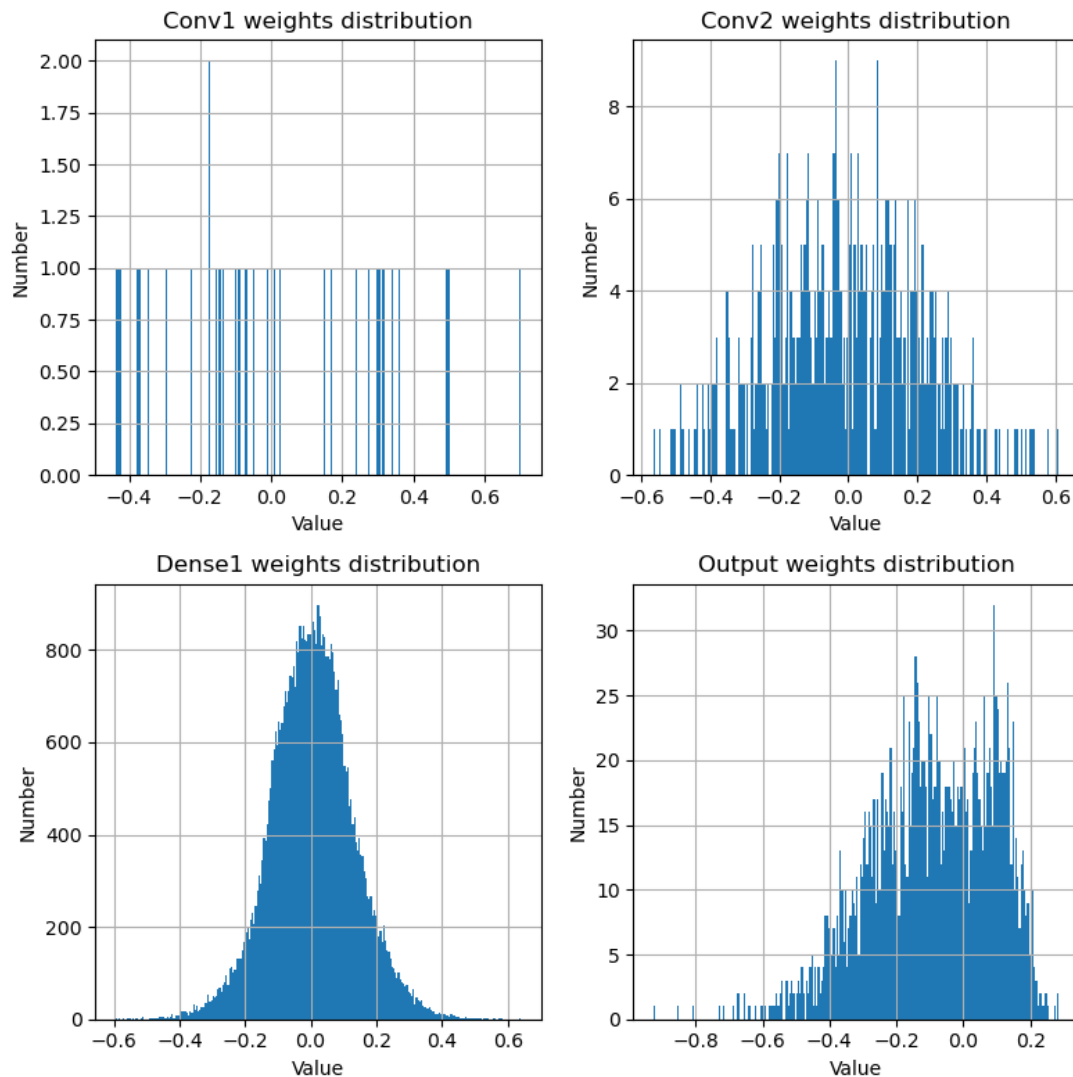 Conv1 weights distribution
2.00
1.75
1.50
1.25
1.00
0.75
0.50
0.25
0.00
Number
−0.4 −0.2 0.0 0.2 0.4 0.6
Value
Conv2 weights distribution
8
6
4
2
0
Number
−0.6 −0.4 −0.2 0.0 0.2 0.4 0.6
Value
Dense1 weights distribution
800
600
400
200
0
Number
−0.6 −0.4 −0.2 0.0 0.2 0.4 0.6
Value
Output weights distribution
30
25
20
15
10
5
0
Number
−0.8 −0.6 −0.4 −0.2 0.0 0.2
Value